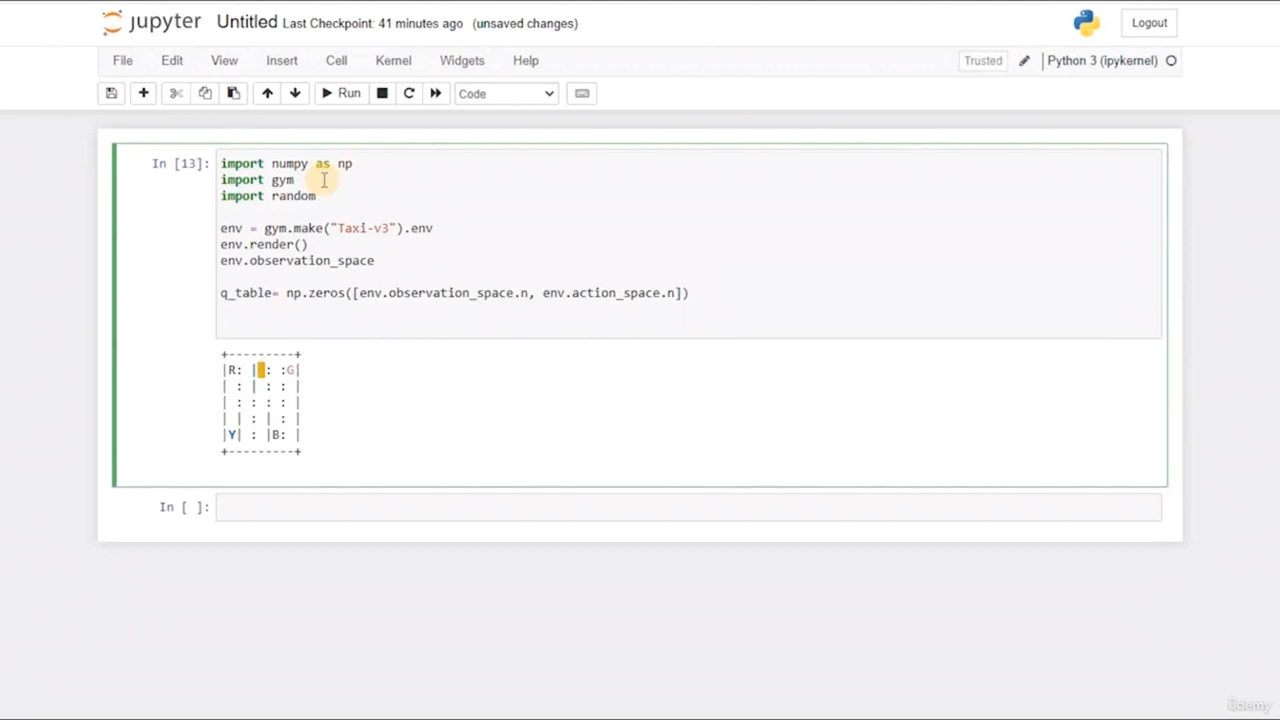 jupyter Untitled Last Checkpoint: 41 minutes ago (unsaved changes) Logout
File Edit View Insert Cell Kernel Widgets Help Trusted Python 3 (ipykernel)
Run Code
In [13]: import numpy as np
import gym
import random
env = gym.make("Taxi-v3").env
env.render()
env.observation_space
q_table= np.zeros([env.observation_space.n, env.action_space.n])
+---------+
|R: | : :G|
| : | : : |
| : : : : |
| | : | : |
|Y| : |B: |
+---------+
In [ ]:
ûdemy